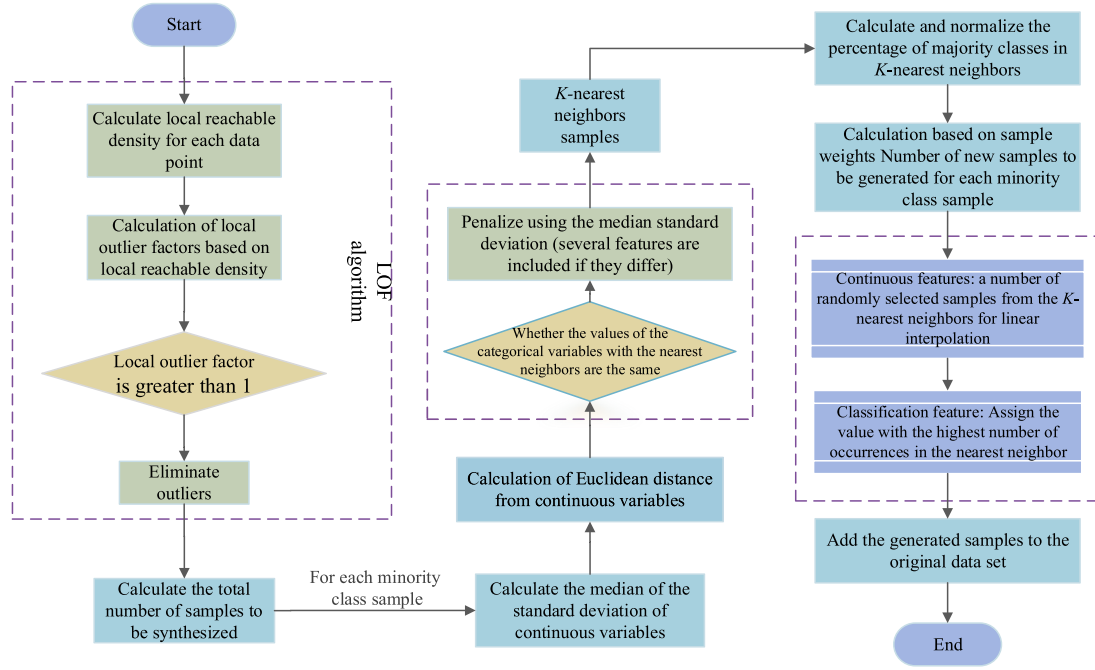 Start
Calculate local reachable
density for each data
point
Calculation of local
outlier factors based on
local reachable density
LOF
algorithm
Local outlier factor
is greater than 1
Eliminate
outliers
Calculate the total
number of samples to
be synthesized
For each minority
class sample
Calculate the median of the
standard deviation of
continuous variables
Calculation of Euclidean distance
from continuous variables
Whether the values of the
categorical variables with the nearest
neighbors are the same
Penalize using the median standard
deviation (several features are
included if they differ)
K-nearest
neighbors
samples
Calculate and normalize the
percentage of majority classes in
K-nearest neighbors
Calculation based on sample
weights Number of new samples to
be generated for each minority
class sample
Continuous features: a number of
randomly selected samples from the K-
nearest neighbors for linear
interpolation
Classification feature: Assign the
value with the highest number of
occurrences in the nearest neighbor
Add the generated samples to the
original data set
End